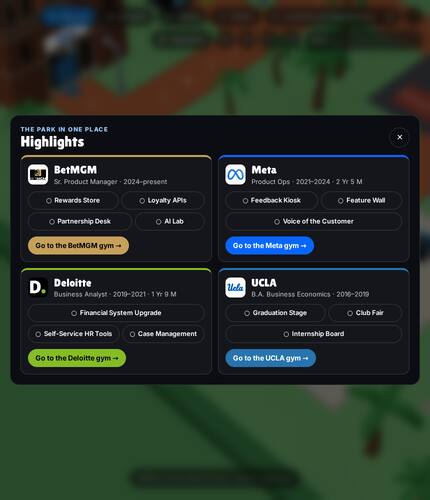 THE PARK IN ONE PLACE
Highlights
×
BetMGM
Sr. Product Manager · 2024–present
Rewards Store
Loyalty APIs
Partnership Desk
AI Lab
Go to the BetMGM gym →
Meta
Product Ops · 2021–2024 · 2 Yr 5 M
Feedback Kiosk
Feature Wall
Voice of the Customer
Go to the Meta gym →
D.
Deloitte
Business Analyst · 2019–2021 · 1 Yr 9 M
Financial System Upgrade
Self-Service HR Tools
Case Management
Go to the Deloitte gym →
Ucla
UCLA
B.A. Business Economics · 2016–2019
Graduation Stage
Club Fair
Internship Board
Go to the UCLA gym →